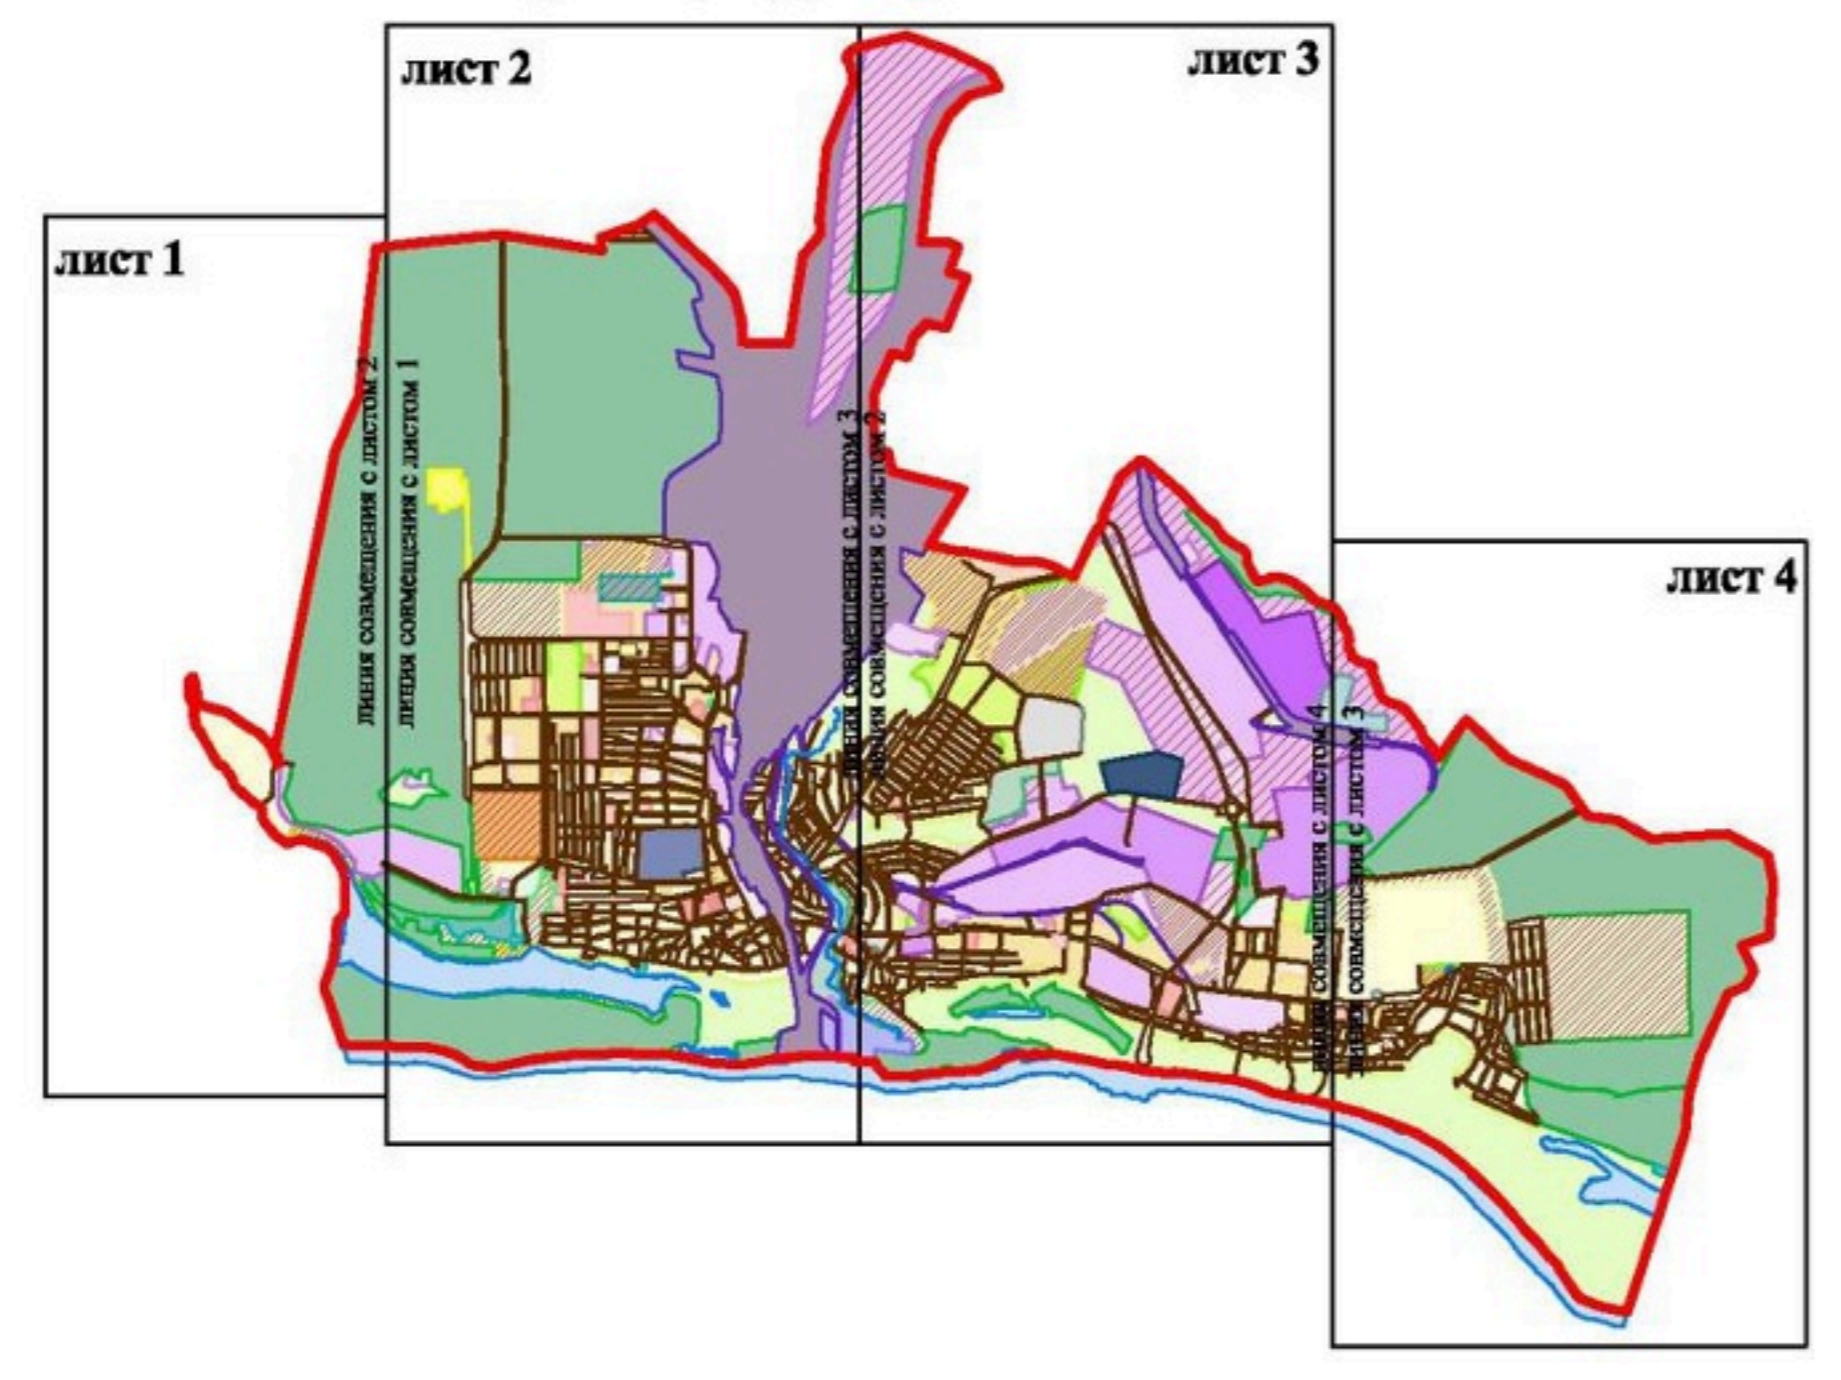 лист 2
лист 3
лист 1
лист 4
линия совмещения с листом 2
линия совмещения с листом 1
линия совмещения с листом 3
линия совмещения с листом 2
линия совмещения с листом 4
линия совмещения с листом 3